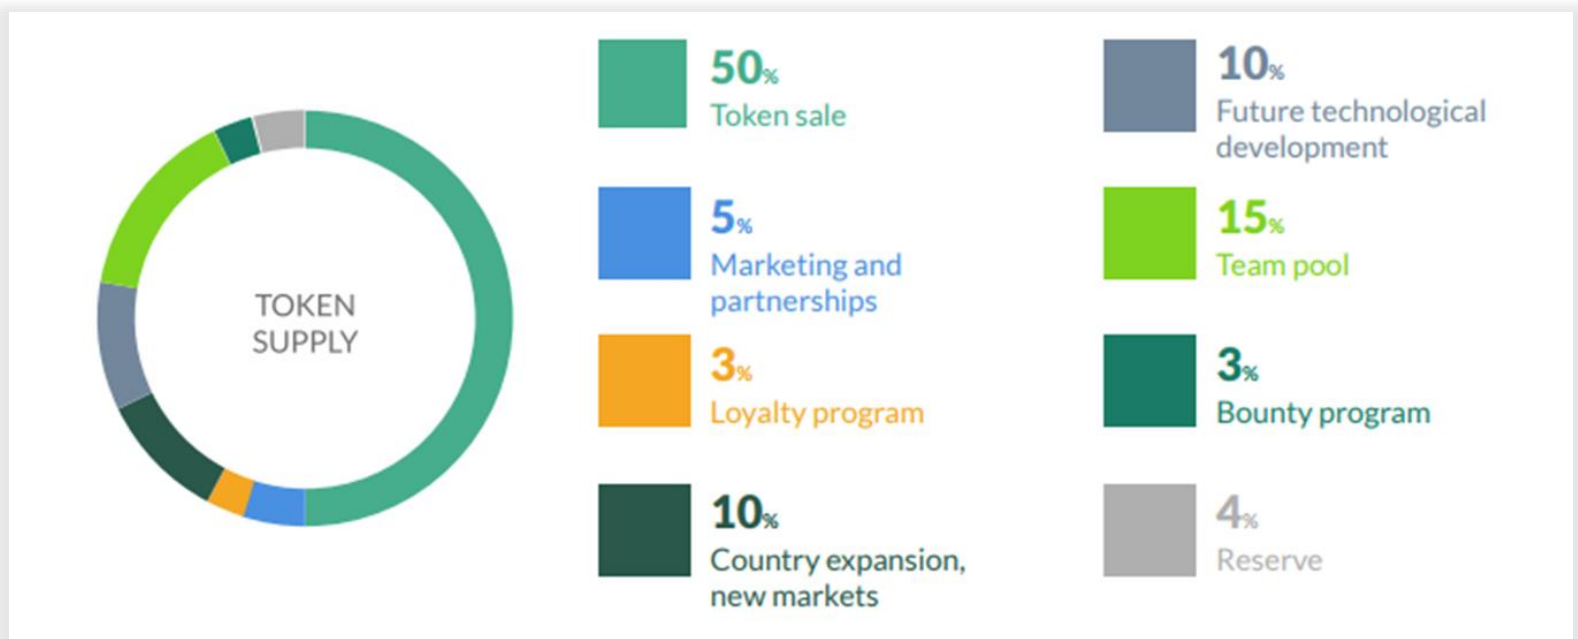 TOKEN
SUPPLY
50%
Token sale
5%
Marketing and
partnerships
3%
Loyalty program
10%
Country expansion,
new markets
10%
Future technological
development
15%
Team pool
3%
Bounty program
4%
Reserve